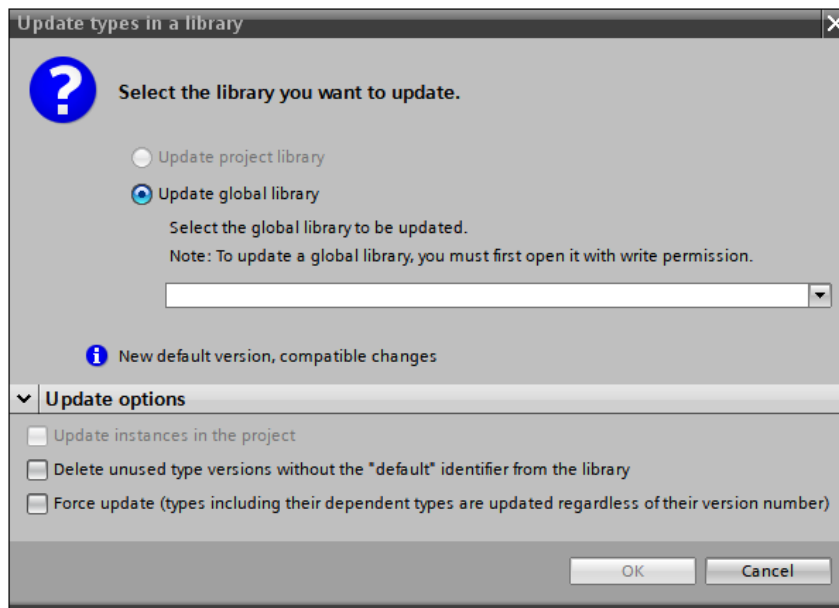 Update types in a library
Select the library you want to update.
Update project library
Update global library
Select the global library to be updated.
Note: To update a global library, you must first open it with write permission.
New default version, compatible changes
Update options
Update instances in the project
Delete unused type versions without the "default" identifier from the library
Force update (types including their dependent types are updated regardless of their version number)
OK
Cancel